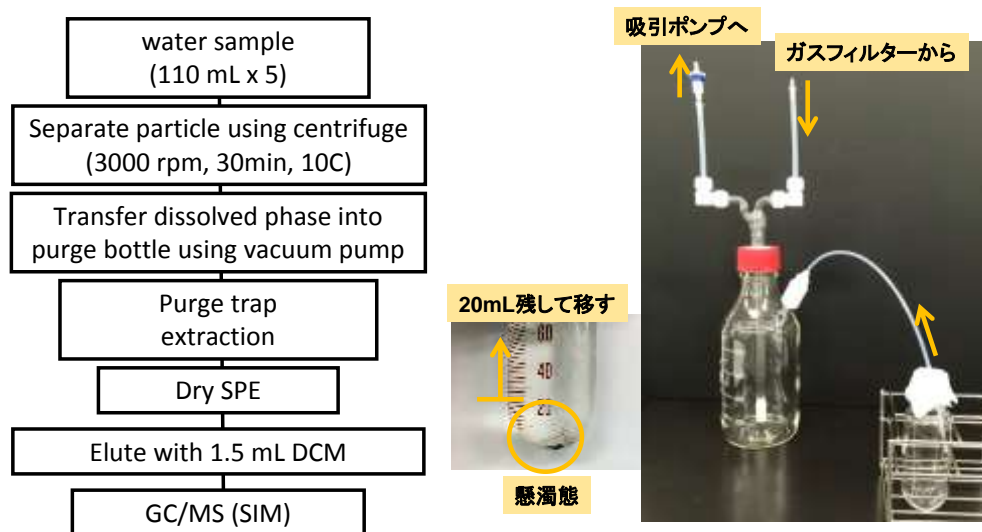 water sample
(110 mL x 5)
Separate particle using centrifuge
(3000 rpm, 30min, 10C)
Transfer dissolved phase into
purge bottle using vacuum pump
Purge trap
extraction
Dry SPE
Elute with 1.5 mL DCM
GC/MS (SIM)
20mL残して移す
60
40
20
懸濁態
吸引ポンプへ
ガスフィルターから